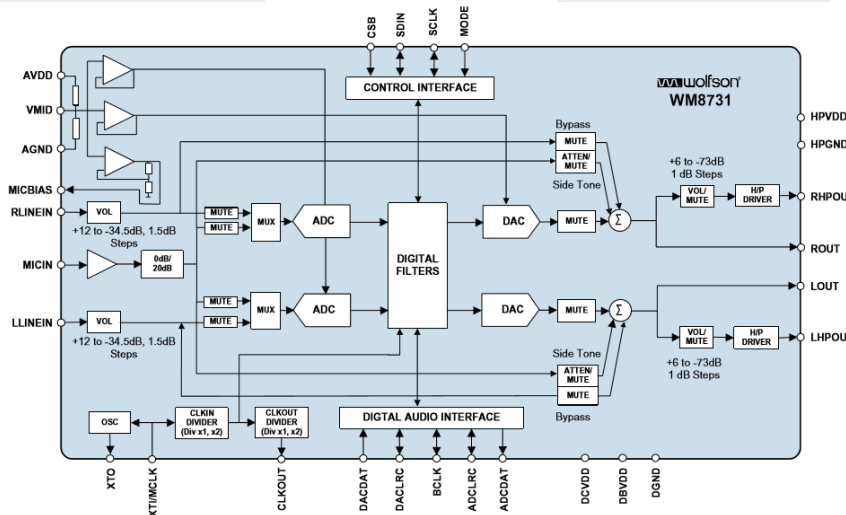 CSB
SDIN
SCLK
MODE
CONTROL INTERFACE
wolfson®
WM8731
AVDD
VMID
AGND
MICBIAS
RLINEIN
MICIN
LLINEIN
HPVDD
HPGND
RHPOU
ROUT
LOUT
LHPOU
Bypass
MUTE
ATTEN/
MUTE
Side Tone
+6 to -73dB
1 dB Steps
VOL/
MUTE
H/P
DRIVER
VOL
+12 to -34.5dB, 1.5dB
Steps
MUTE
MUTE
MUX
ADC
DIGITAL
FILTERS
DAC
MUTE
Σ
0dB/
20dB
VOL
+12 to -34.5dB, 1.5dB
Steps
MUTE
MUTE
MUX
ADC
DAC
MUTE
Σ
VOL/
MUTE
H/P
DRIVER
+6 to -73dB
1 dB Steps
Side Tone
ATTEN/
MUTE
MUTE
Bypass
OSC
CLKIN
DIVIDER
(Div x1, x2)
CLKOUT
DIVIDER
(Div x1, x2)
DIGTAL AUDIO INTERFACE
XTO
XTI/MCLK
CLKOUT
DACDAT
DACLRC
BCLK
ADCLRC
ADCDAT
DCVDD
DBVDD
DGND